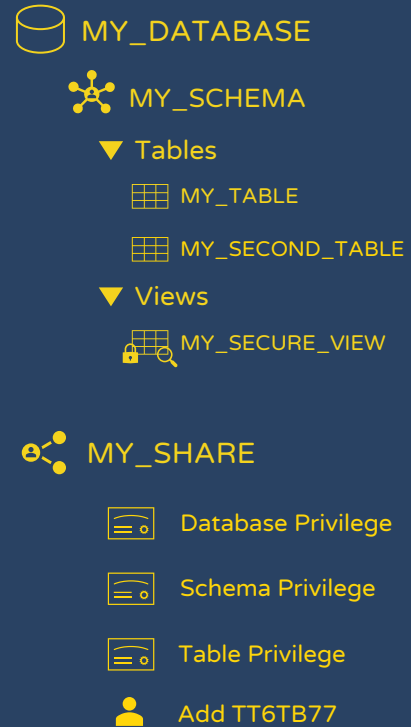 MY_DATABASE
MY_SCHEMA
Tables
MY_TABLE
MY_SECOND_TABLE
Views
MY_SECURE_VIEW
MY_SHARE
Database Privilege
Schema Privilege
Table Privilege
Add TT6TB77